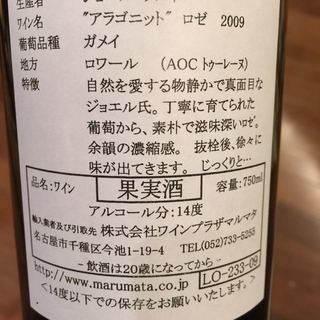 生産者
ワイン名 "アラゴニット" ロゼ 2009
葡萄品種 ガメイ
地方 ロワール (AOC トゥーレーヌ)
特徴 自然を愛する物静かで真面目な
ジョエル氏。丁寧に育てられた
葡萄から、素朴で滋味深いロゼ。
余韻の濃縮感。 抜栓後、徐々に
味が出てきます。 じっくりと…
品名:ワイン 果実酒 容量:750ml
アルコール分:14度
輸入業者及び引取先 株式会社ワインプラザマルマタ
名古屋市千種区今池1-19-4 TEL(052)733-5255
- 飲酒は20歳になってから -
http://www.marumata.co.jp LO-233-09
<14度以下での保存をお願いいたします。>